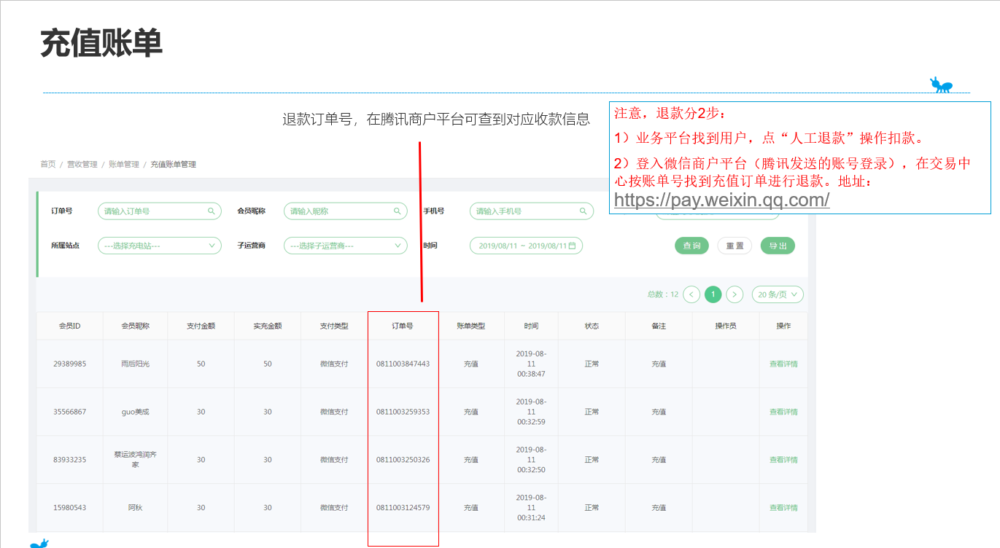 充值账单
退款订单号，在腾讯商户平台可查到对应收款信息
注意，退款分2步：
1）业务平台找到用户，点“人工退款”操作扣款。
2）登入微信商户平台（腾讯发送的账号登录），在交易中
心按账单号找到充值订单进行退款。地址：
https://pay.weixin.qq.com/
首页 / 营收管理 / 账单管理 / 充值账单管理
订单号 请输入订单号 会员昵称 请输入昵称 手机号 请输入手机号
所属站点 ---选择充电站--- 子运营商 ---选择子运营商--- 时间 2019/08/11 ~ 2019/08/11 查询 重置 导出
总数：12 < 1 > 20 条/页
会员ID 会员昵称 支付金额 实充金额 支付类型 订单号 账单类型 时间 状态 备注 操作员 操作
29389985 雨后阳光 50 50 微信支付 0811003847443 充值 2019-08-
11
00:38:47 正常 充值 查看详情
35566867 guo美成 30 30 微信支付 0811003259353 充值 2019-08-
11
00:32:59 正常 充值 查看详情
83933235 蔡运波鸿润齐
家 30 30 微信支付 0811003250326 充值 2019-08-
11
00:32:50 正常 充值 查看详情
15980543 阿秋 30 30 微信支付 0811003124579 充值 2019-08-
11
00:31:24 正常 充值 查看详情